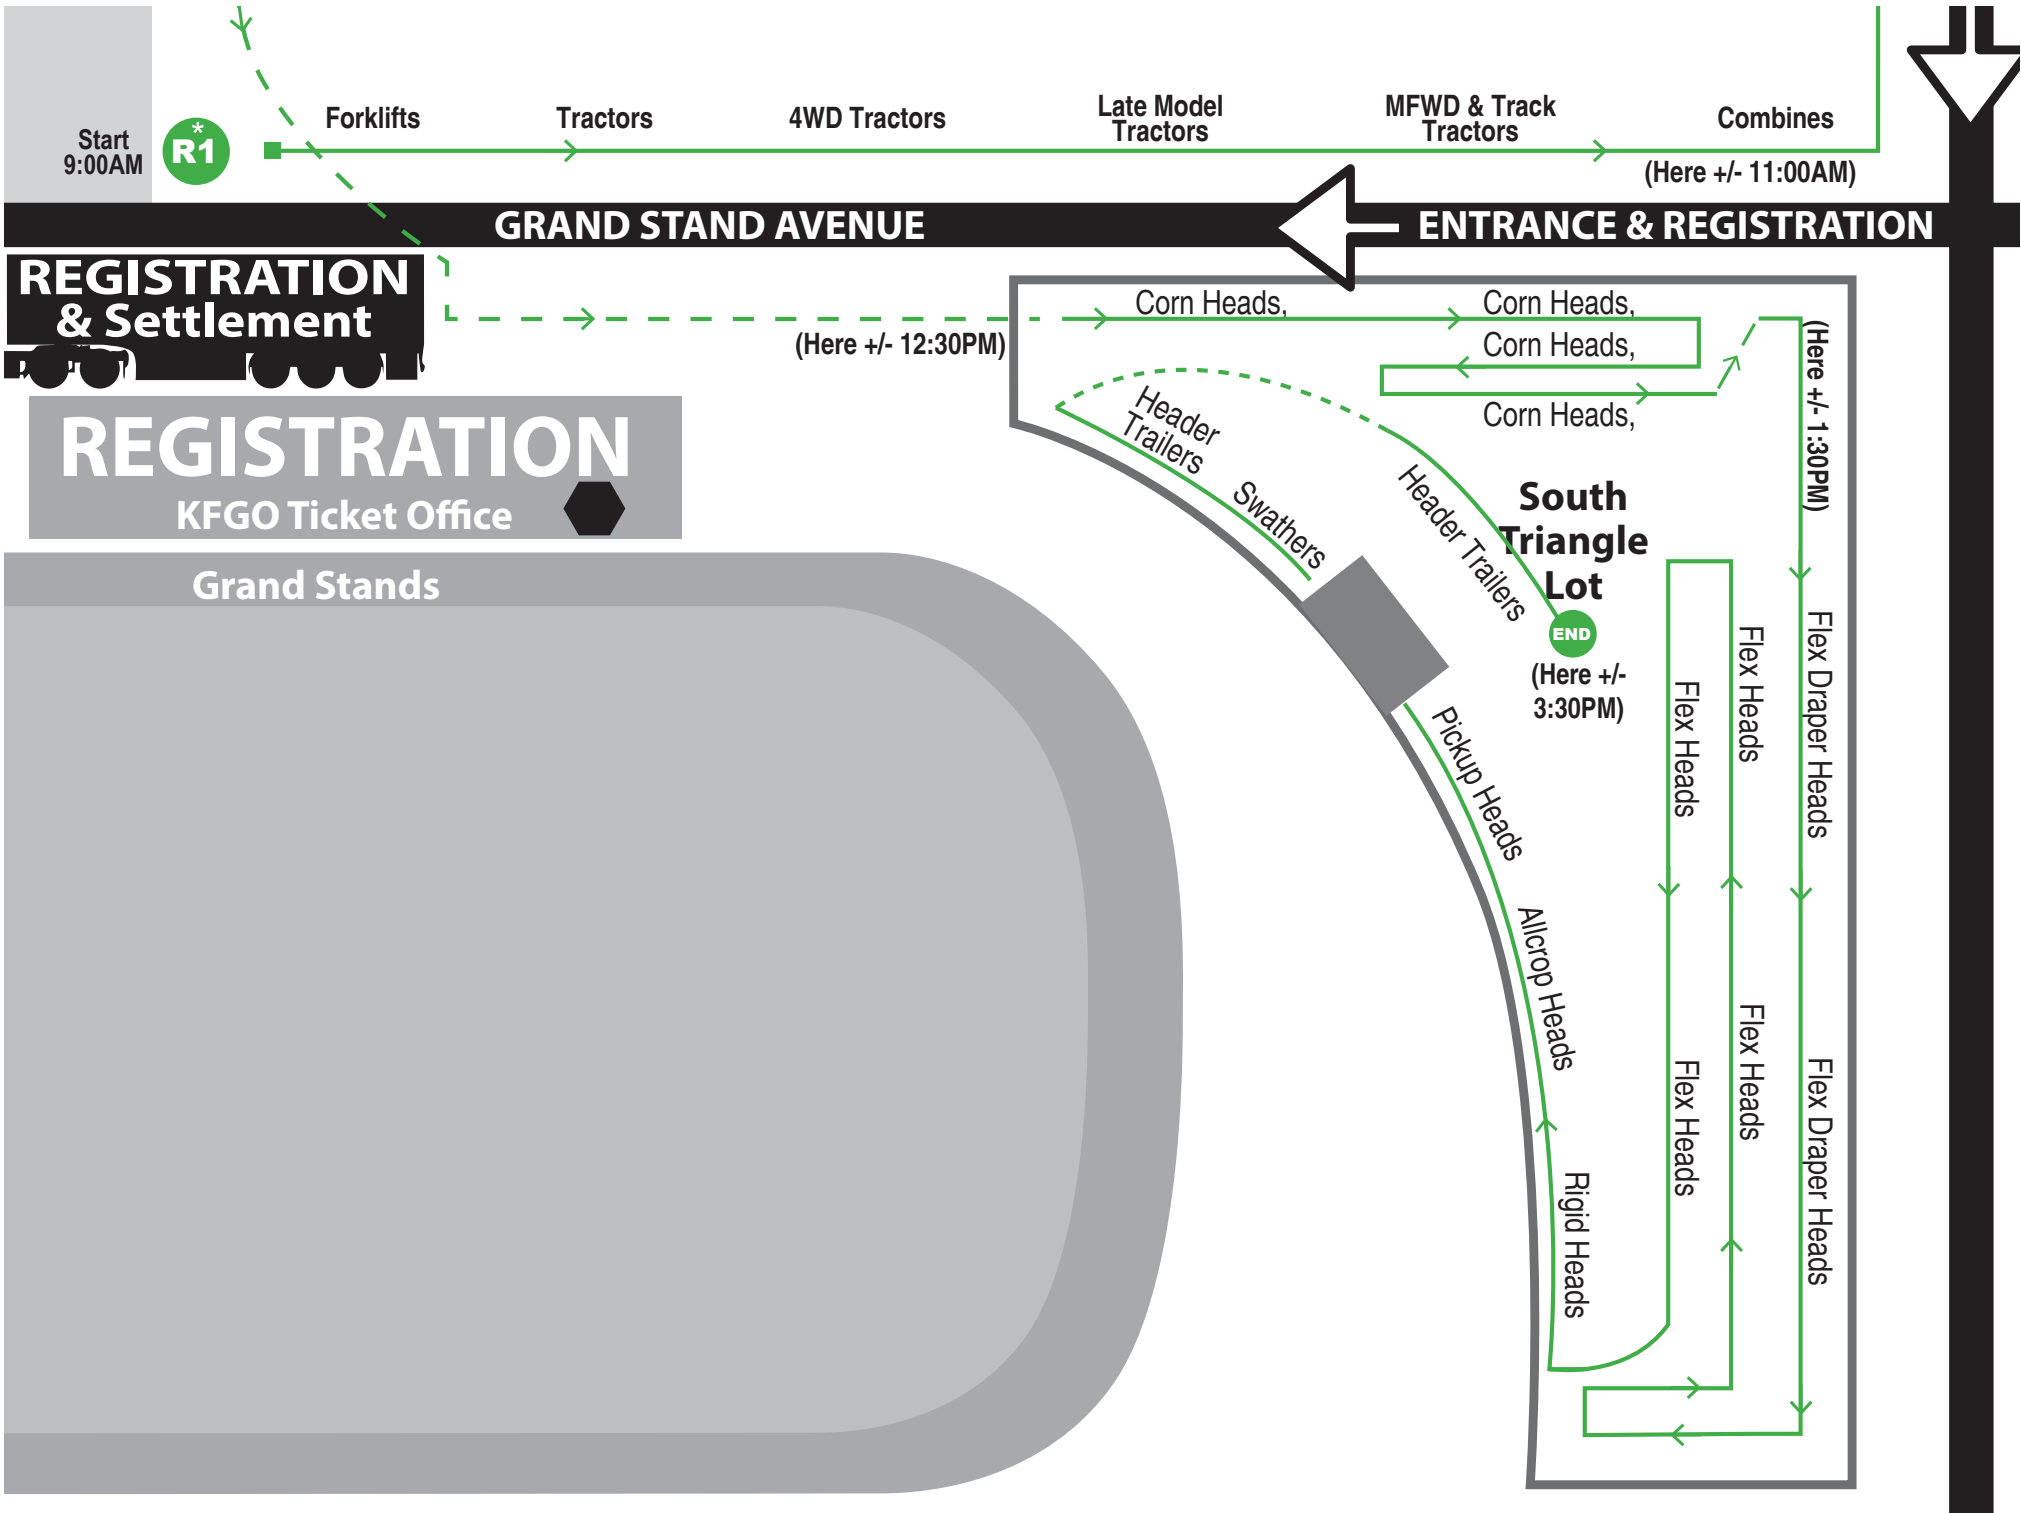 Start
9:00AM
*
R1
Forklifts
Tractors
4WD Tractors
Late Model
Tractors
MFWD & Track
Tractors
Combines
(Here +/- 11:00AM)
GRAND STAND AVENUE
ENTRANCE & REGISTRATION
REGISTRATION
& Settlement
(Here +/- 12:30PM)
Corn Heads,
Corn Heads,
Corn Heads,
Corn Heads,
(Here +/- 1:30PM)
REGISTRATION
KFGO Ticket Office
Grand Stands
Header
Trailers
Swathers
Header Trailers
South
Triangle
Lot
END
(Here +/-
3:30PM)
Pickup Heads
Allcrop Heads
Rigid Heads
Flex Heads
Flex Heads
Flex Heads
Flex Heads
Flex Draper Heads
Flex Draper Heads